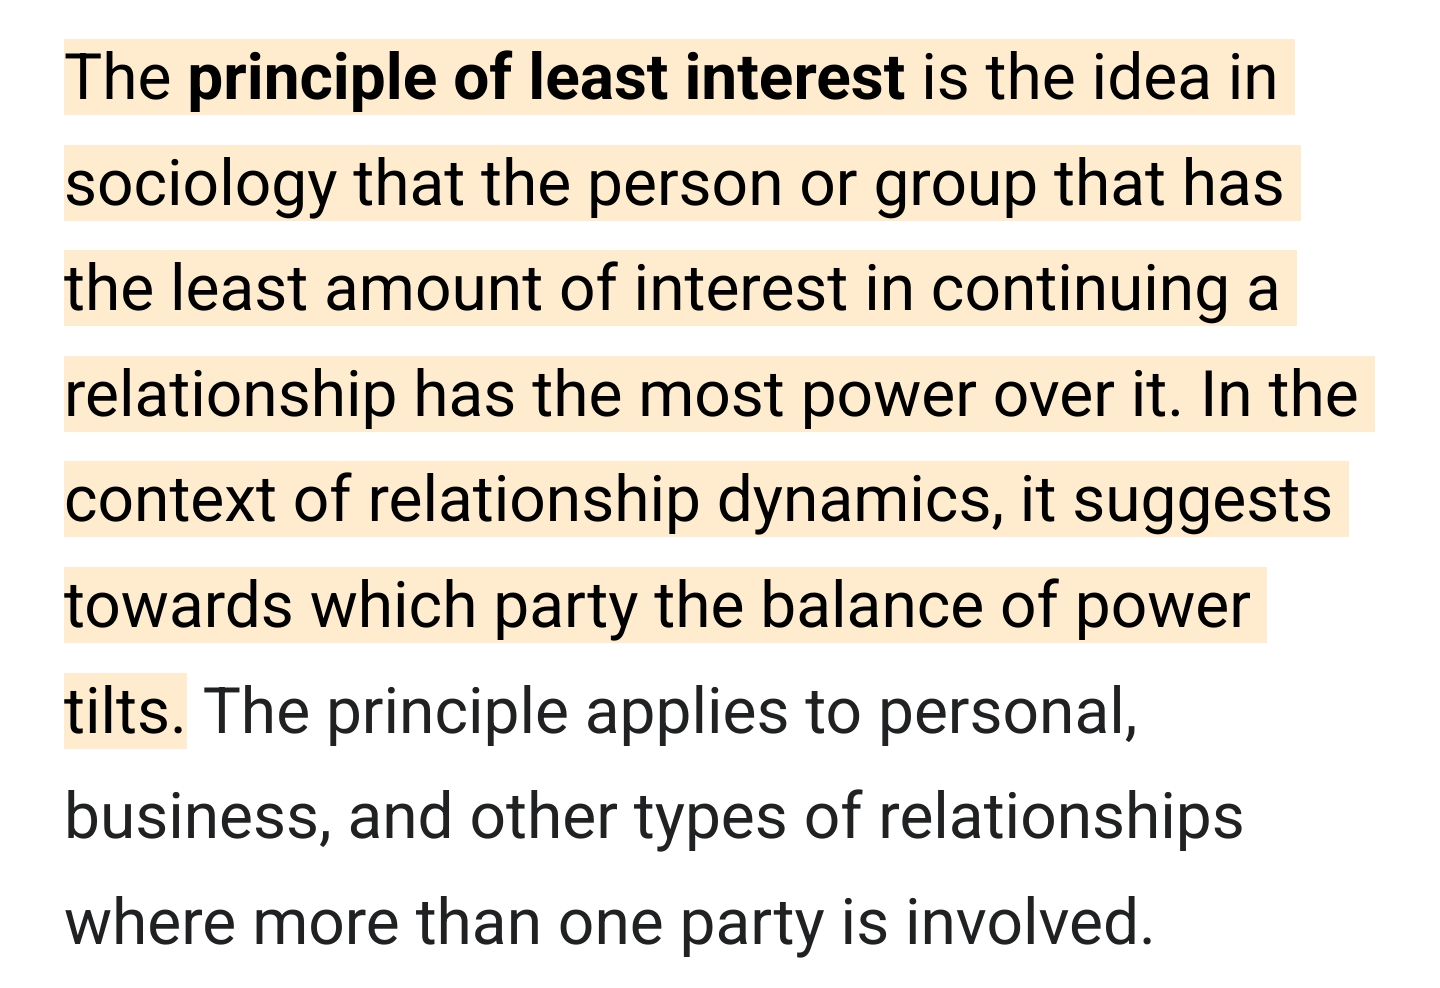 The principle of least interest is the idea in
sociology that the person or group that has
the least amount of interest in continuing a
relationship has the most power over it. In the
context of relationship dynamics, it suggests
towards which party the balance of power
tilts. The principle applies to personal,
business, and other types of relationships
where more than one party is involved.